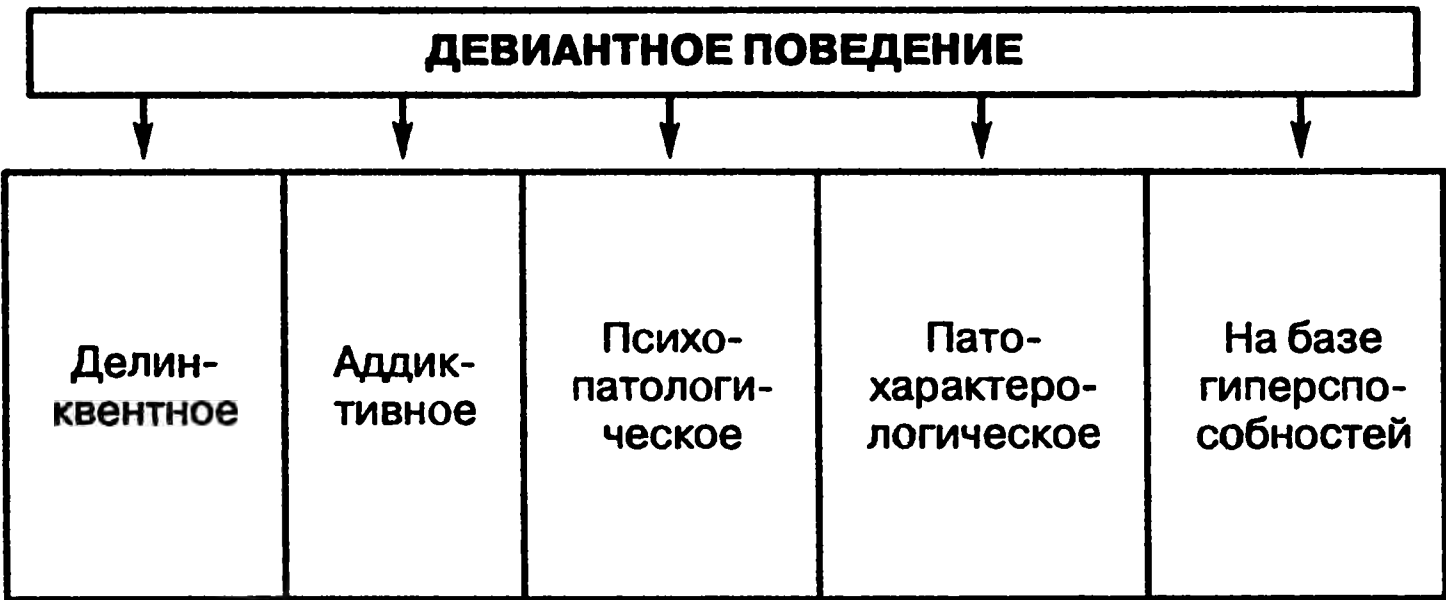 ДЕВИАНТНОЕ ПОВЕДЕНИЕ
Делин-
квентное
Аддик-
тивное
Психо-
патологи-
ческое
Пато-
характеро-
логическое
На базе
гиперспо-
собностей